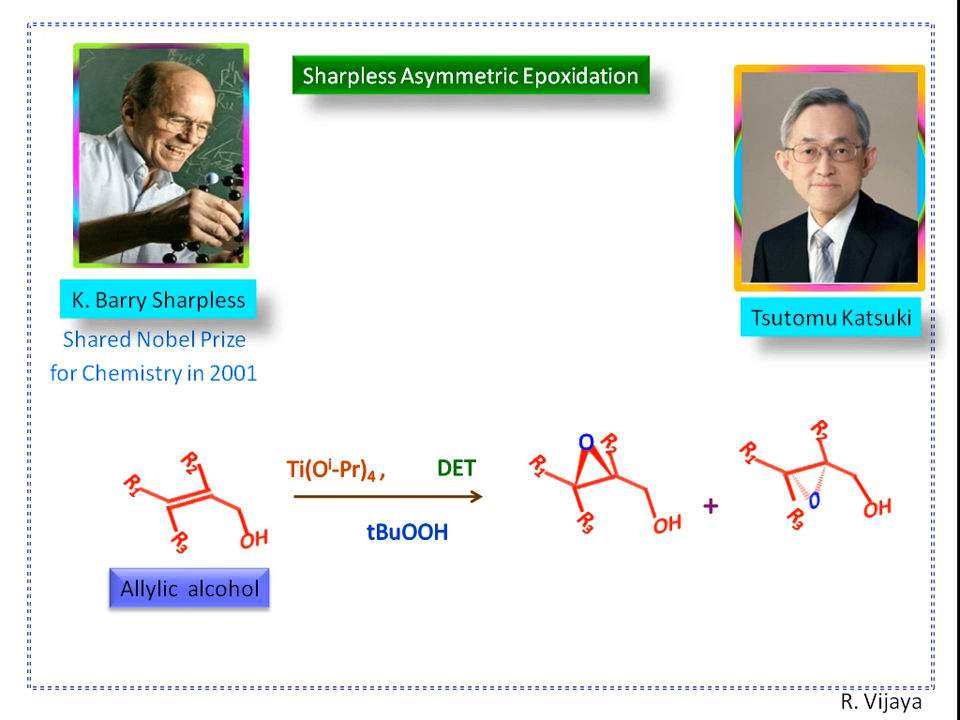 Sharpless Asymmetric Epoxidation
K. Barry Sharpless
Shared Nobel Prize
for Chemistry in 2001
Tsutomu Katsuki
R₁
R₂
R₃
OH
Allylic alcohol
Ti(Oⁱ-Pr)₄ , DET
tBuOOH
O
R₁
R₂
R₃
OH
+
R₁
R₂
R₃
O
OH
R. Vijaya